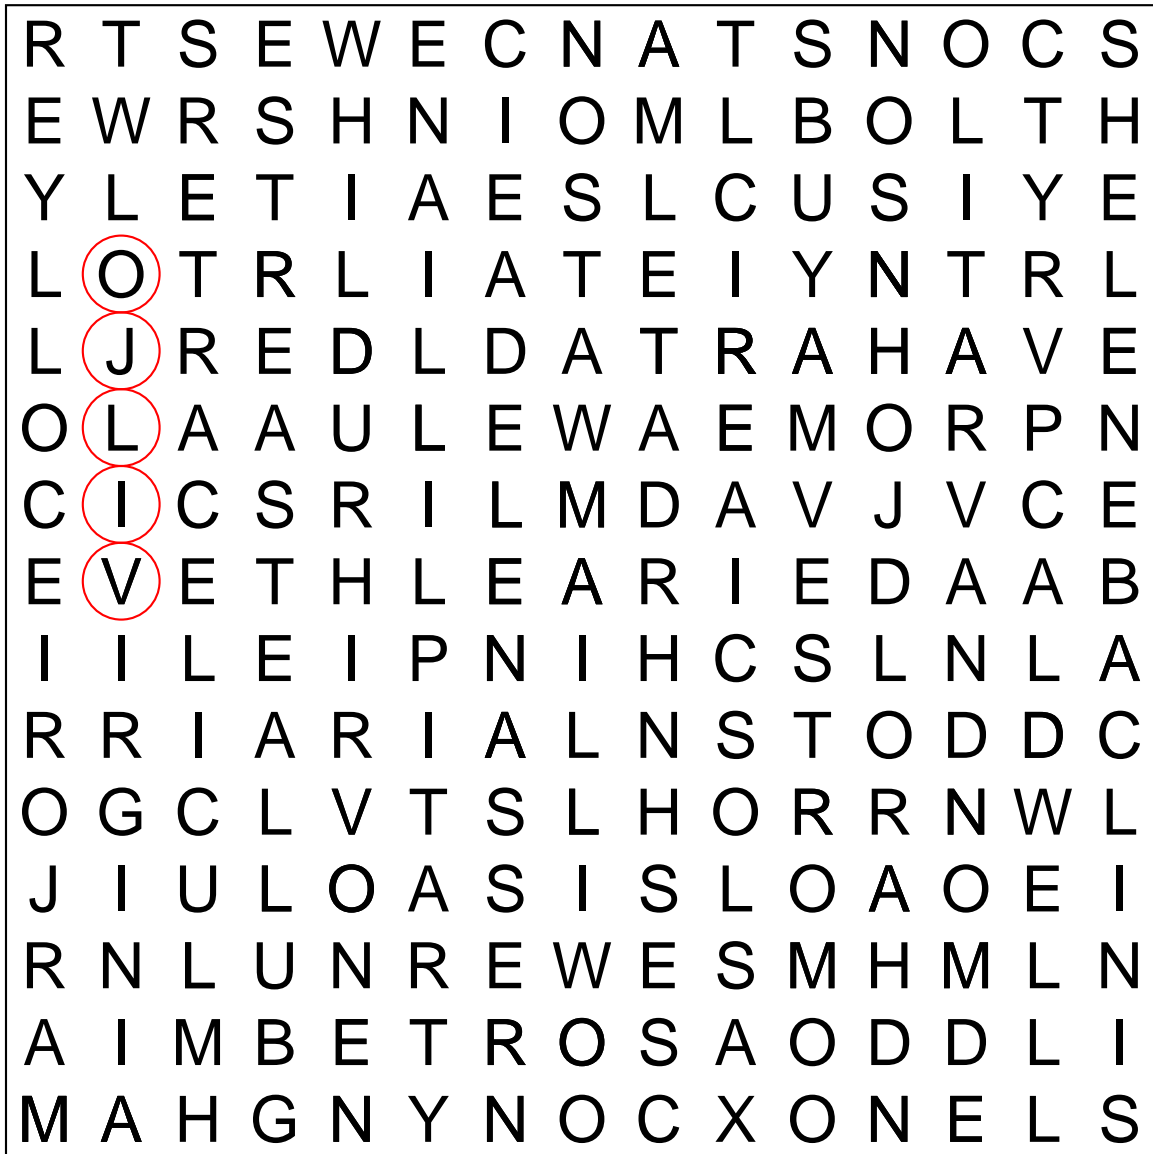 R T S E W E C N A T S N O C S
E W R S H N I O M L B O L T H
Y L E T I A E S L C U S I Y E
L O T R L I A T E I Y N T R L
L J R E D L D A T R A H A V E
O L A A U L E W A E M O R P N
C I C S R I L M D A V J V C E
E V E T H L E A R I E D A A B
I I L E I P N I H C S L N L A
R R I A R I A L N S T O D D C
O G C L V T S L H O R R N W L
J I U L O A S I S L O A O E I
R N L U N R E W E S M H M L N
A I M B E T R O S A O D D L I
M A H G N Y N O C X O N E L S